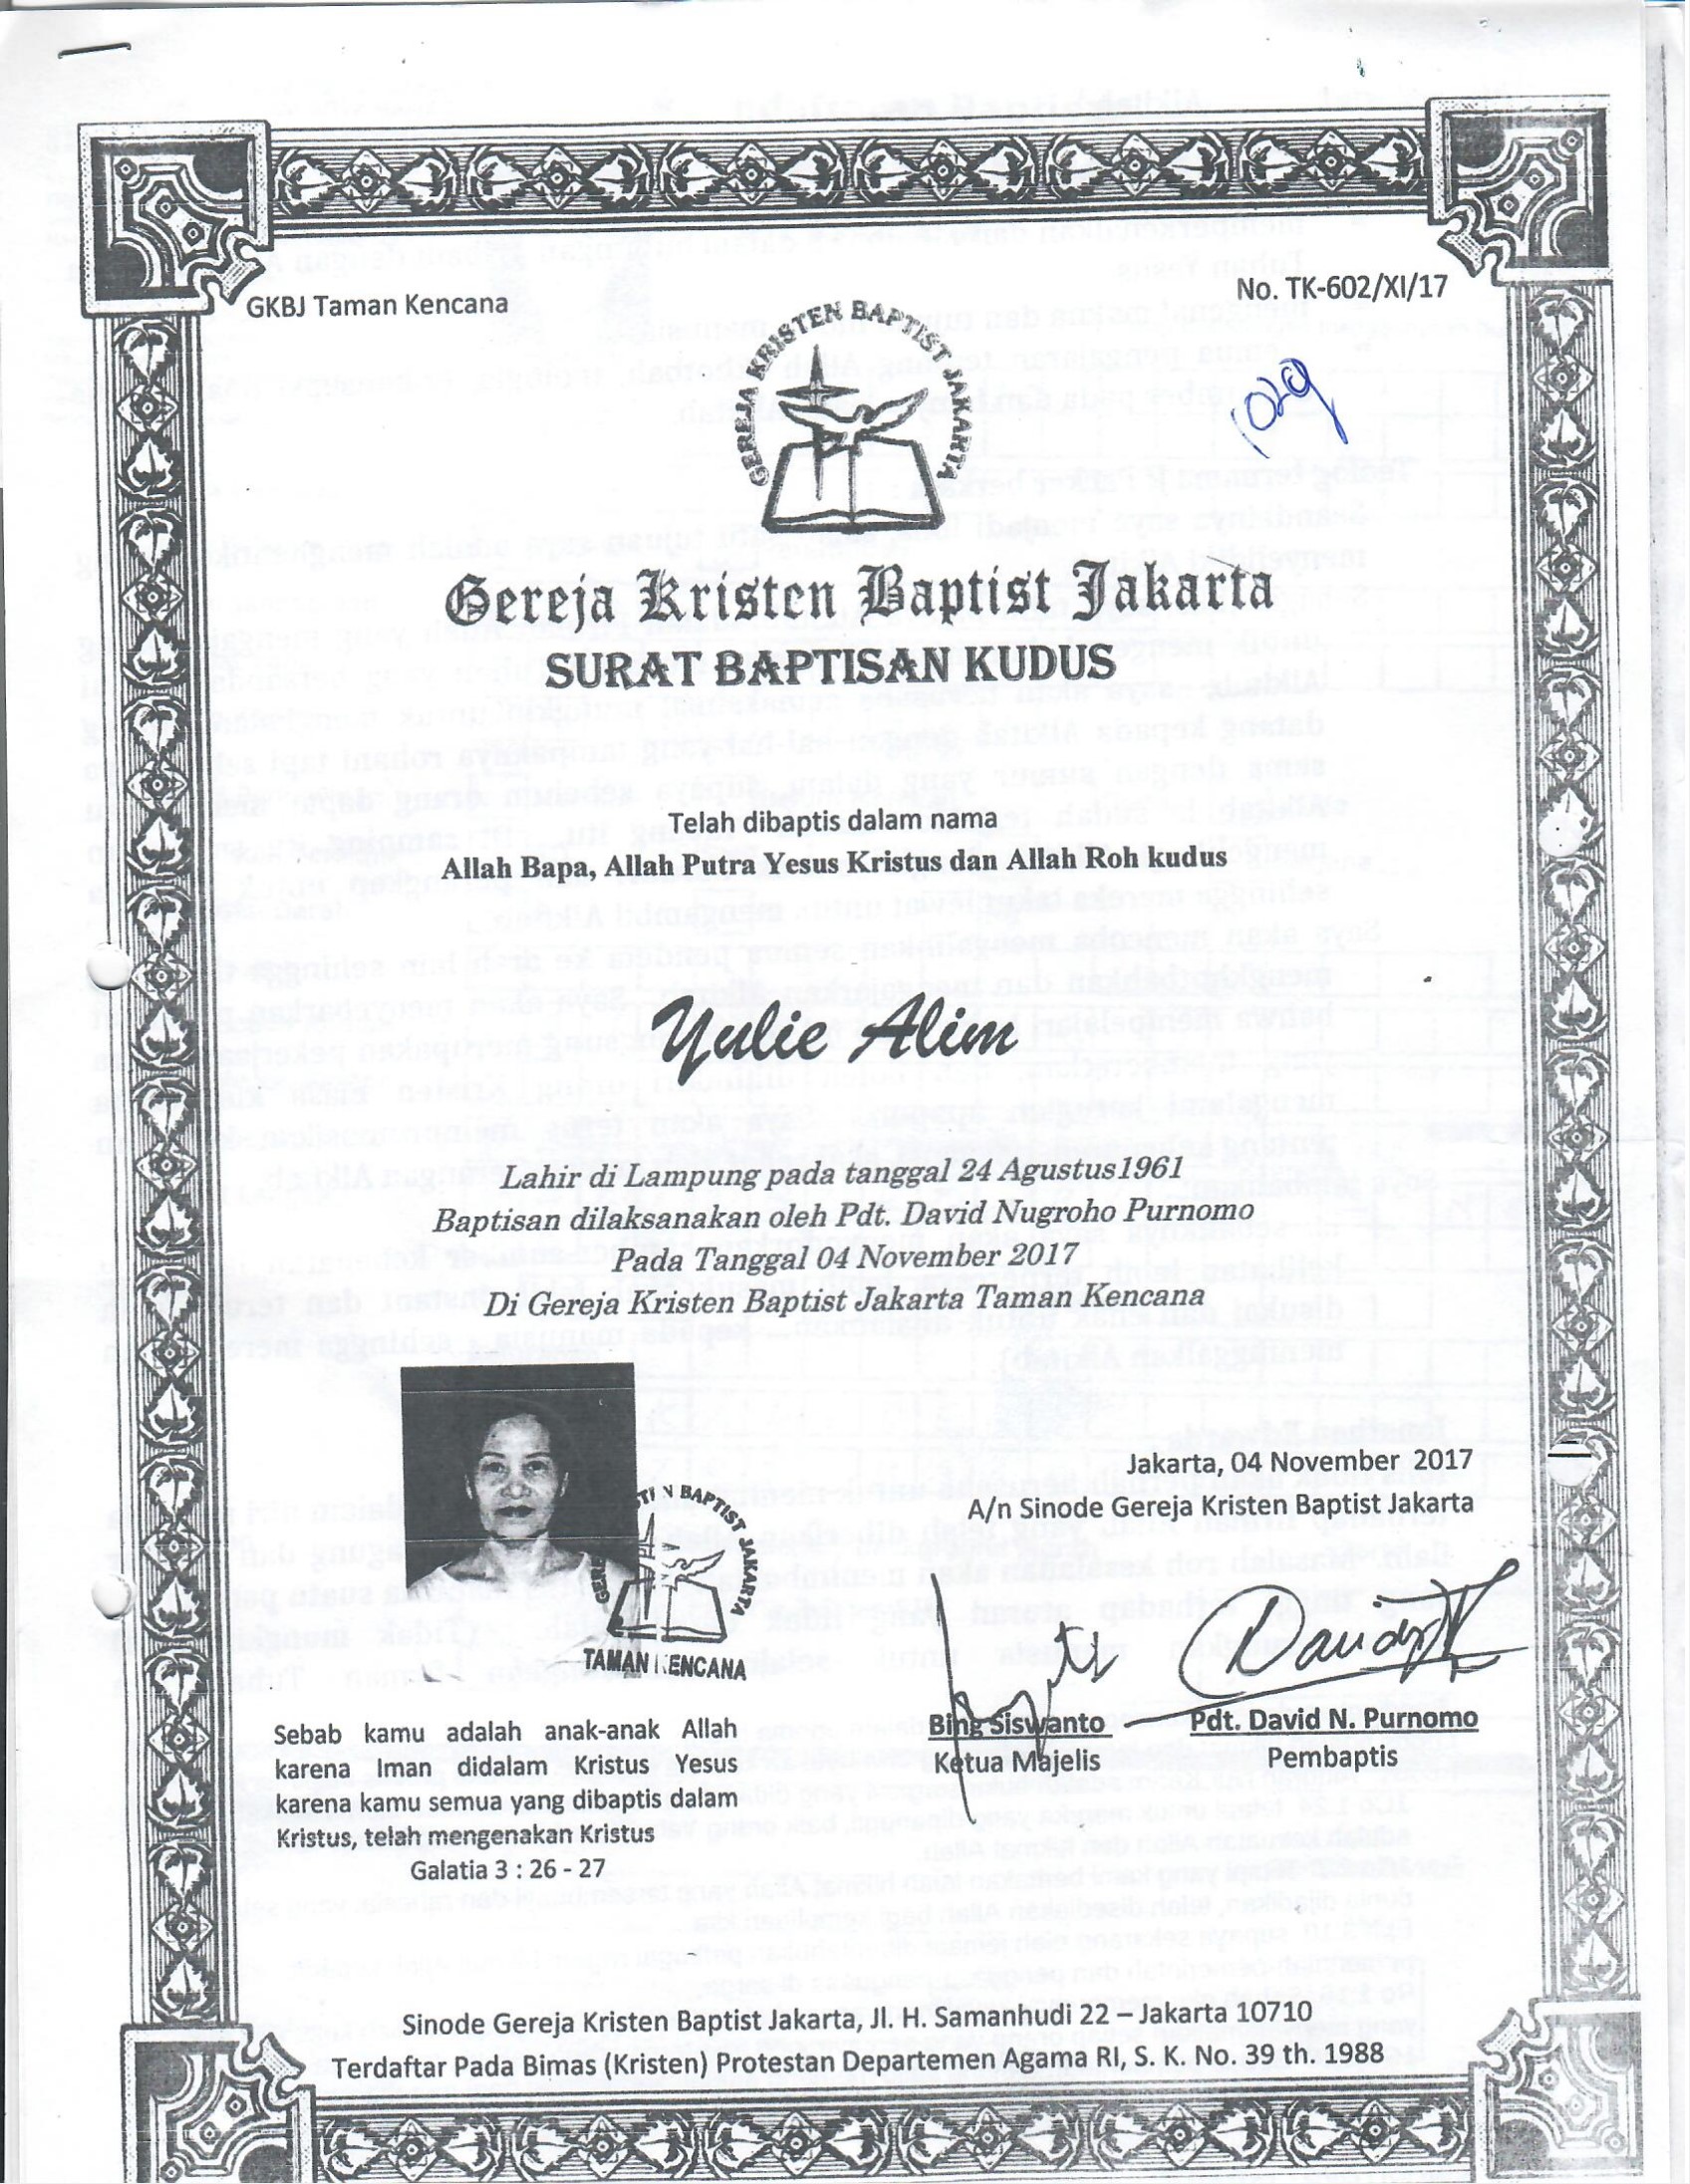 GKBJ Taman Kencana
No. TK-602/XI/17
1029
GEREJA KRISTEN BAPTIST JAKARTA
Gereja Kristen Baptist Jakarta
SURAT BAPTISAN KUDUS
Telah dibaptis dalam nama
Allah Bapa, Allah Putra Yesus Kristus dan Allah Roh kudus
Yulie Alim
Lahir di Lampung pada tanggal 24 Agustus1961
Baptisan dilaksanakan oleh Pdt. David Nugroho Purnomo
Pada Tanggal 04 November 2017
Di Gereja Kristen Baptist Jakarta Taman Kencana
Jakarta, 04 November 2017
A/n Sinode Gereja Kristen Baptist Jakarta
BAPTIST JAKARTA
TAMAN KENCANA
Bing Siswanto
Ketua Majelis
Pdt. David N. Purnomo
Pembaptis
Sebab kamu adalah anak-anak Allah
karena Iman didalam Kristus Yesus
karena kamu semua yang dibaptis dalam
Kristus, telah mengenakan Kristus
Galatia 3 : 26 - 27
Sinode Gereja Kristen Baptist Jakarta, Jl. H. Samanhudi 22 – Jakarta 10710
Terdaftar Pada Bimas (Kristen) Protestan Departemen Agama RI, S. K. No. 39 th. 1988